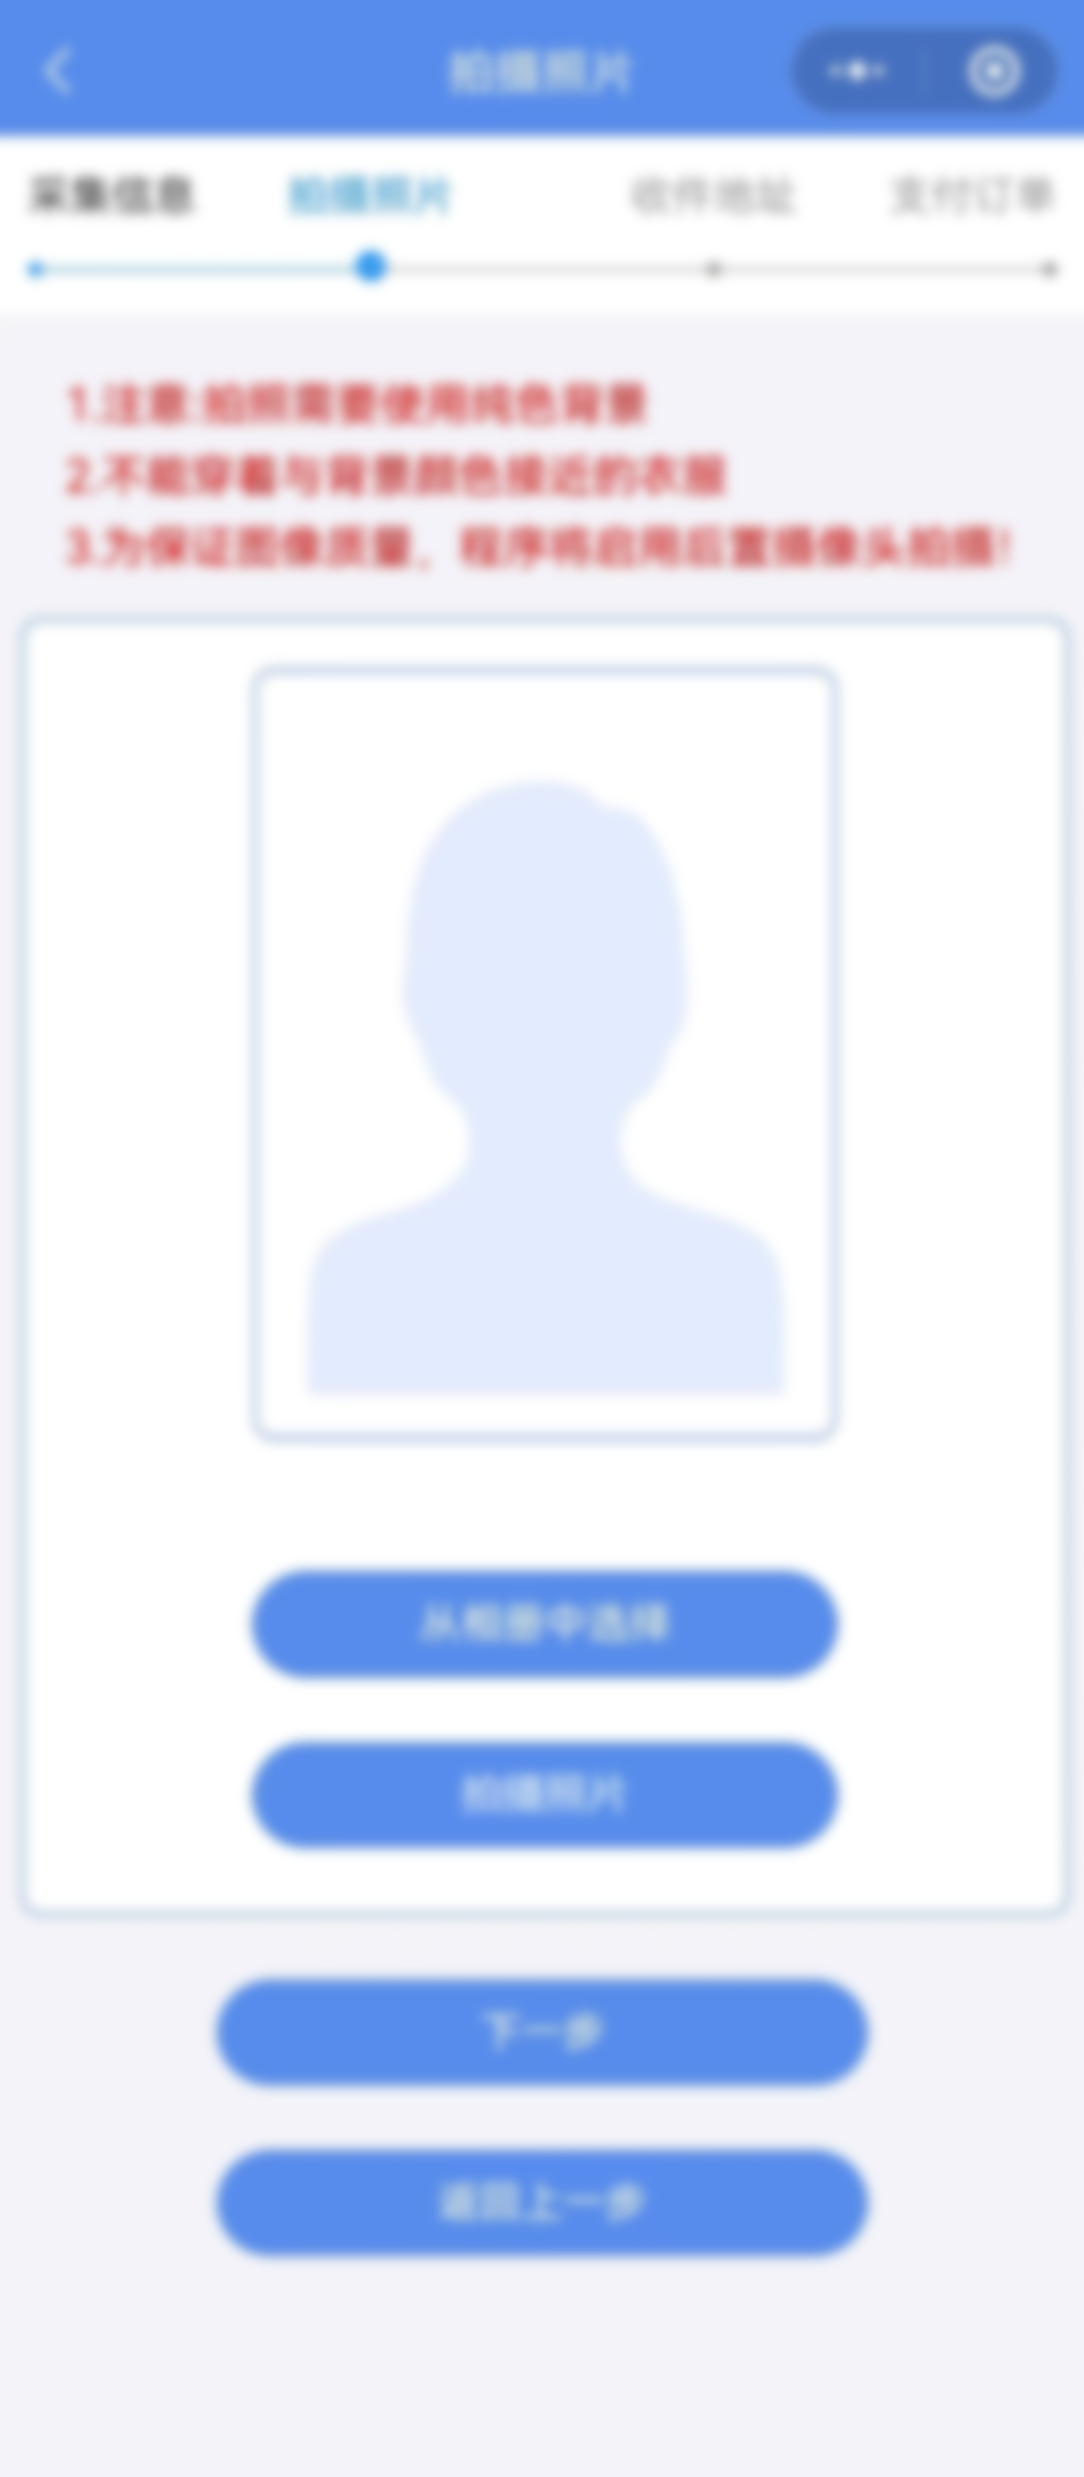 拍摄照片
采集信息
拍摄照片
收件地址
支付订单
1.注意:拍照需要使用纯色背景
2.不能穿着与背景颜色接近的衣服
3.为保证图像质量，程序将启用后置摄像头拍摄!
从相册中选择
拍摄照片
下一步
返回上一步